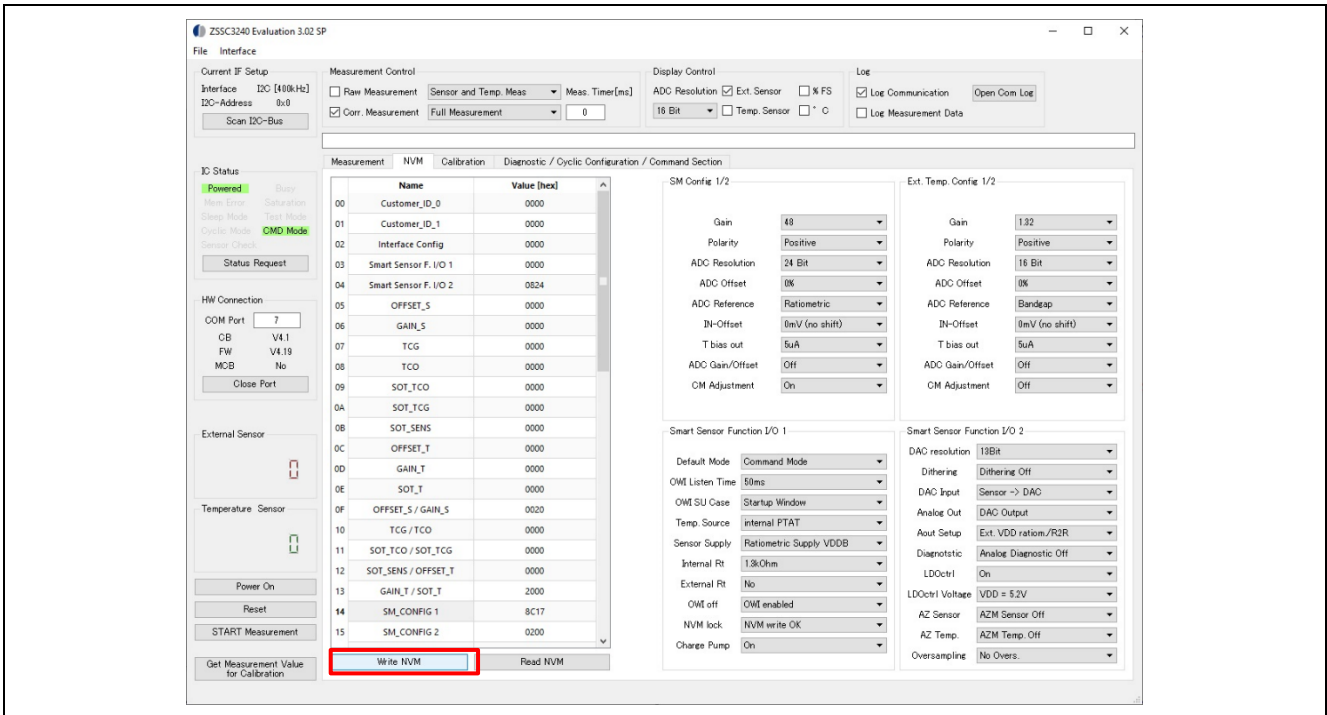 ZSSC3240 Evaluation 3.02 SP
File Interface
Current IF Setup
Interface I2C [400kHz]
I2C-Address 0x0
Scan I2C-Bus
Measurement Control
Raw Measurement Sensor and Temp. Meas Meas. Timer[ms]
Corr. Measurement Full Measurement 0
Display Control
ADC Resolution Ext. Sensor % FS
16 Bit Temp. Sensor ° C
Log
Log Communication Open Com Log
Log Measurement Data
Measurement NVM Calibration Diagnostic / Cyclic Configuration / Command Section
IC Status
Powered Busy
Mem Error Saturation
Sleep Mode Test Mode
Cyclic Mode CMD Mode
Sensor Check
Status Request
HW Connection
COM Port 7
CB V4.1
FW V4.19
MCB No
Close Port
External Sensor
0
Temperature Sensor
0
Power On
Reset
START Measurement
Get Measurement Value
for Calibration
Name Value [hex]
00 Customer_ID_0 0000
01 Customer_ID_1 0000
02 Interface Config 0000
03 Smart Sensor F. I/O 1 0000
04 Smart Sensor F. I/O 2 0824
05 OFFSET_S 0000
06 GAIN_S 0000
07 TCG 0000
08 TCO 0000
09 SOT_TCO 0000
0A SOT_TCG 0000
0B SOT_SENS 0000
0C OFFSET_T 0000
0D GAIN_T 0000
0E SOT_T 0000
0F OFFSET_S / GAIN_S 0020
10 TCG / TCO 0000
11 SOT_TCO / SOT_TCG 0000
12 SOT_SENS / OFFSET_T 0000
13 GAIN_T / SOT_T 2000
14 SM_CONFIG 1 8C17
15 SM_CONFIG 2 0200
Write NVM Read NVM
SM Config 1/2
Gain 48
Polarity Positive
ADC Resolution 24 Bit
ADC Offset 0%
ADC Reference Ratiometric
IN-Offset 0mV (no shift)
T bias out 5uA
ADC Gain/Offset Off
CM Adjustment On
Ext. Temp. Config 1/2
Gain 1.32
Polarity Positive
ADC Resolution 16 Bit
ADC Offset 0%
ADC Reference Bandgap
IN-Offset 0mV (no shift)
T bias out 5uA
ADC Gain/Offset Off
CM Adjustment Off
Smart Sensor Function I/O 1
Default Mode Command Mode
OWI Listen Time 50ms
OWI SU Case Startup Window
Temp. Source internal PTAT
Sensor Supply Ratiometric Supply VDDB
Internal Rt 1.3kOhm
External Rt No
OWI off OWI enabled
NVM lock NVM write OK
Charge Pump On
Smart Sensor Function I/O 2
DAC resolution 13Bit
Dithering Dithering Off
DAC Input Sensor -> DAC
Analog Out DAC Output
Aout Setup Ext. VDD ratiom./R2R
Diagnotstic Analog Diagnostic Off
LDOctrl On
LDOctrl Voltage VDD = 5.2V
AZ Sensor AZM Sensor Off
AZ Temp. AZM Temp. Off
Oversampling No Overs.